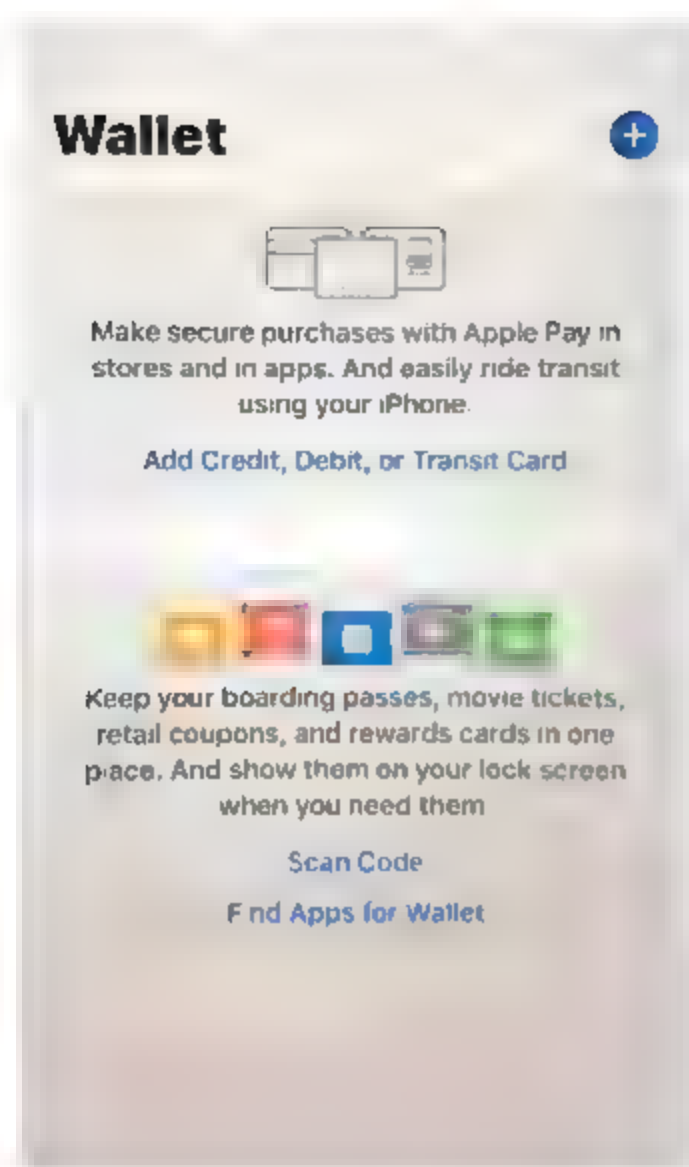 Wallet
Make secure purchases with Apple Pay in
stores and in apps. And easily ride transit
using your iPhone.
Add Credit, Debit, or Transit Card
Keep your boarding passes, movie tickets,
retail coupons, and rewards cards in one
place. And show them on your lock screen
when you need them
Scan Code
Find Apps for Wallet